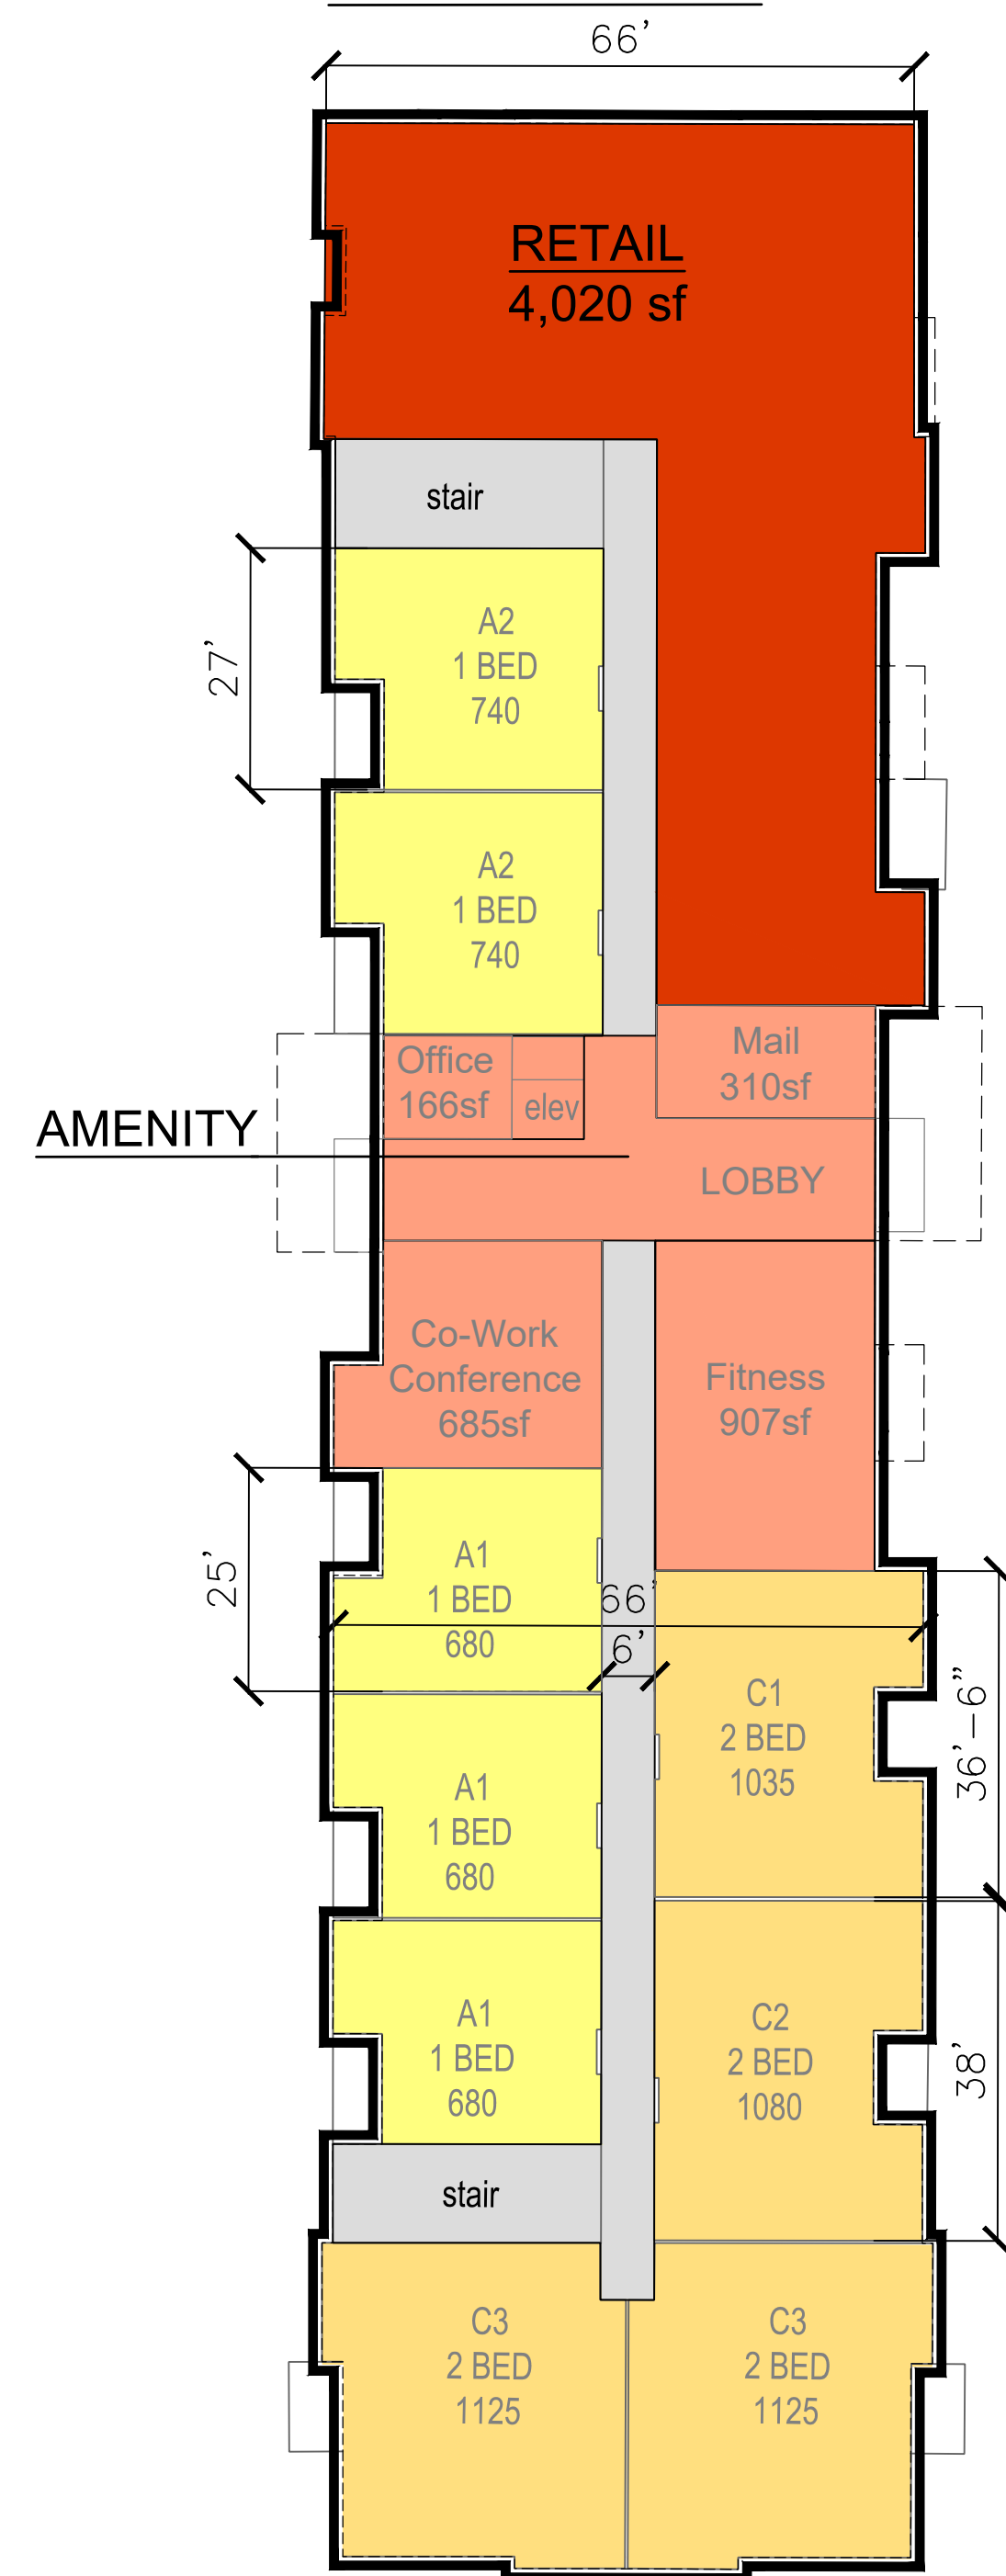 66’
RETAIL
4,020 sf
stair
27’
A2
1 BED
740
A2
1 BED
740
Office
166sf
elev
Mail
310sf
AMENITY
LOBBY
Co-Work
Conference
685sf
Fitness
907sf
25’
A1
1 BED
680
66’
6’
C1
2 BED
1035
36’-6”
A1
1 BED
680
A1
1 BED
680
C2
2 BED
1080
38’
stair
C3
2 BED
1125
C3
2 BED
1125